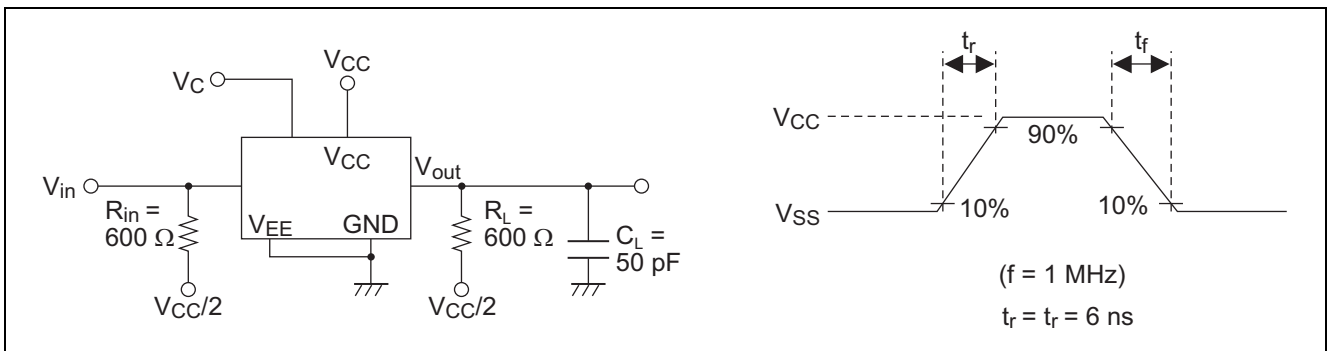 VC
VCC
VCC
Vout
Vin
Rin =
600 Ω
VEE
GND
RL =
600 Ω
CL =
50 pF
VCC/2
VCC/2
tr
tf
VCC
90%
VSS
10%
10%
(f = 1 MHz)
tr = tr = 6 ns